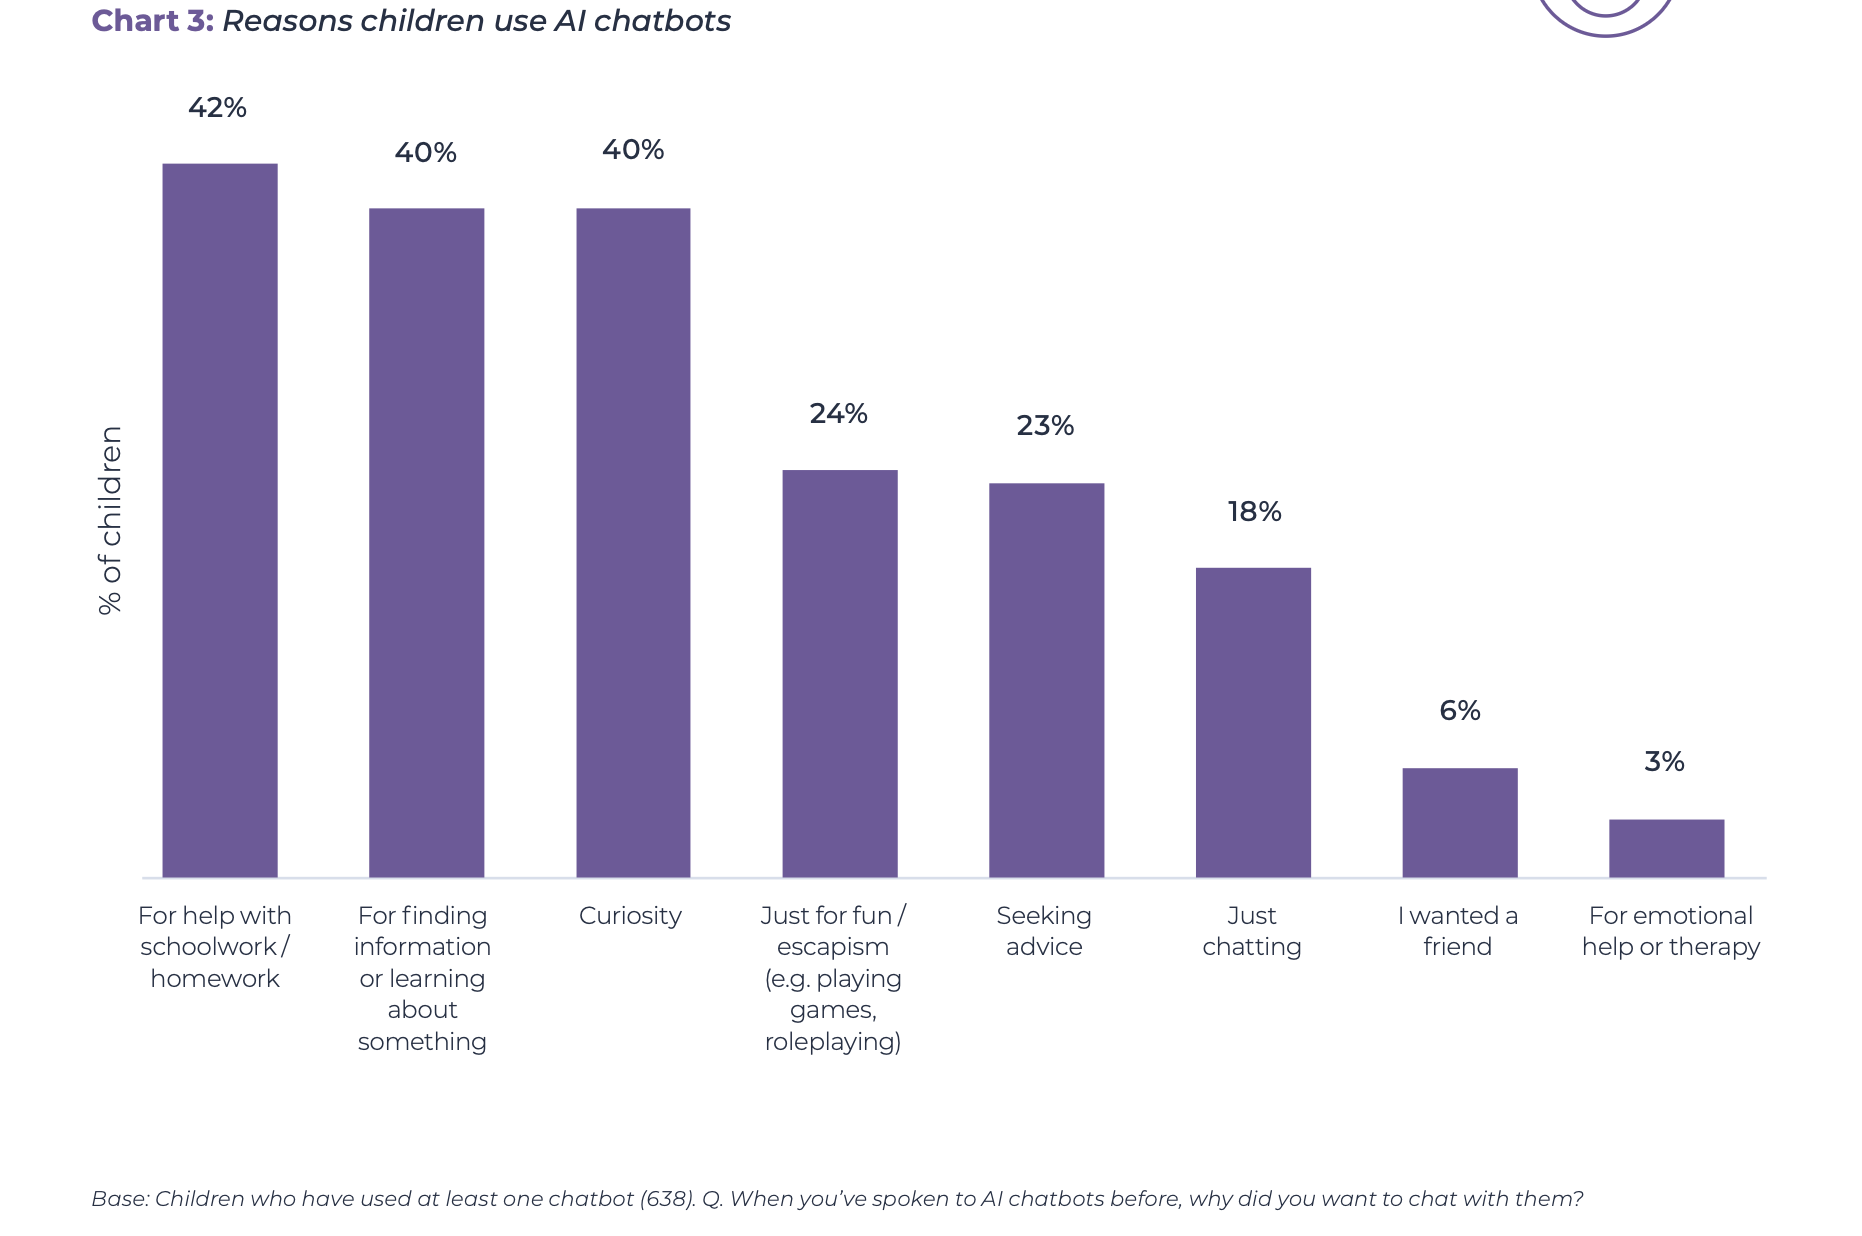 Chart 3: Reasons children use AI chatbots
42%
40%
40%
24%
23%
18%
6%
3%
% of children
For help with
schoolwork /
homework
For finding
information
or learning
about
something
Curiosity
Just for fun /
escapism
(e.g. playing
games,
roleplaying)
Seeking
advice
Just
chatting
I wanted a
friend
For emotional
help or therapy
Base: Children who have used at least one chatbot (638). Q. When you’ve spoken to AI chatbots before, why did you want to chat with them?